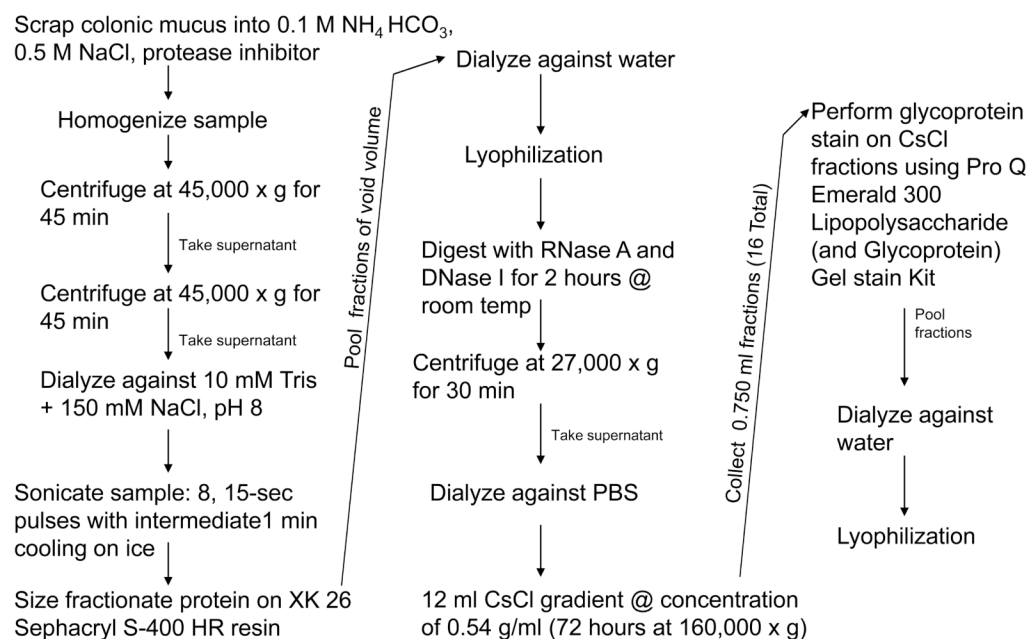 Scrap colonic mucus into 0.1 M NH4 HCO3,
0.5 M NaCl, protease inhibitor
Homogenize sample
Centrifuge at 45,000 x g for
45 min
Take supernatant
Centrifuge at 45,000 x g for
45 min
Take supernatant
Dialyze against 10 mM Tris
+ 150 mM NaCl, pH 8
Sonicate sample: 8, 15-sec
pulses with intermediate1 min
cooling on ice
Size fractionate protein on XK 26
Sephacryl S-400 HR resin
Pool fractions of void volume
Dialyze against water
Lyophilization
Digest with RNase A and
DNase I for 2 hours @
room temp
Centrifuge at 27,000 x g
for 30 min
Take supernatant
Dialyze against PBS
12 ml CsCl gradient @ concentration
of 0.54 g/ml (72 hours at 160,000 x g)
Collect 0.750 ml fractions (16 Total)
Perform glycoprotein
stain on CsCl
fractions using Pro Q
Emerald 300
Lipopolysaccharide
(and Glycoprotein)
Gel stain Kit
Pool
fractions
Dialyze against
water
Lyophilization